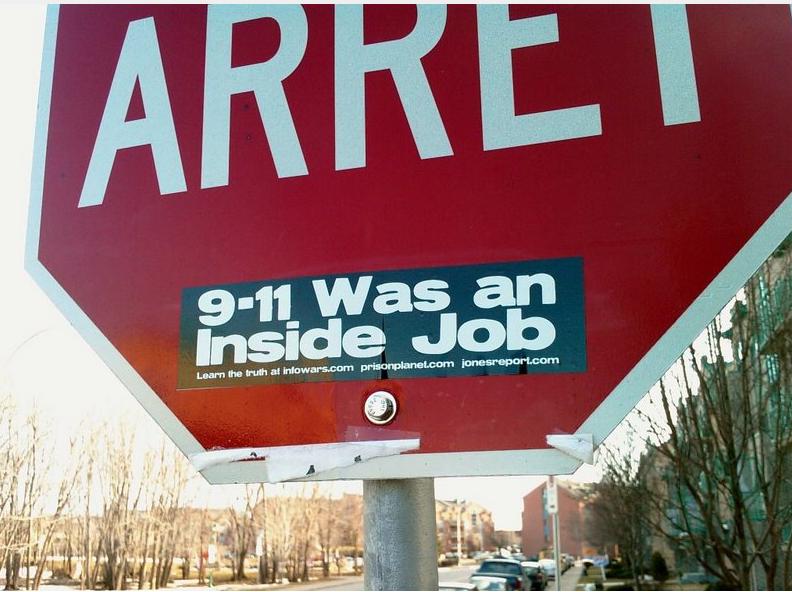 ARRET
9-11 Was an
Inside Job
Learn the truth at infowars.com prisonplanet.com jonesreport.com